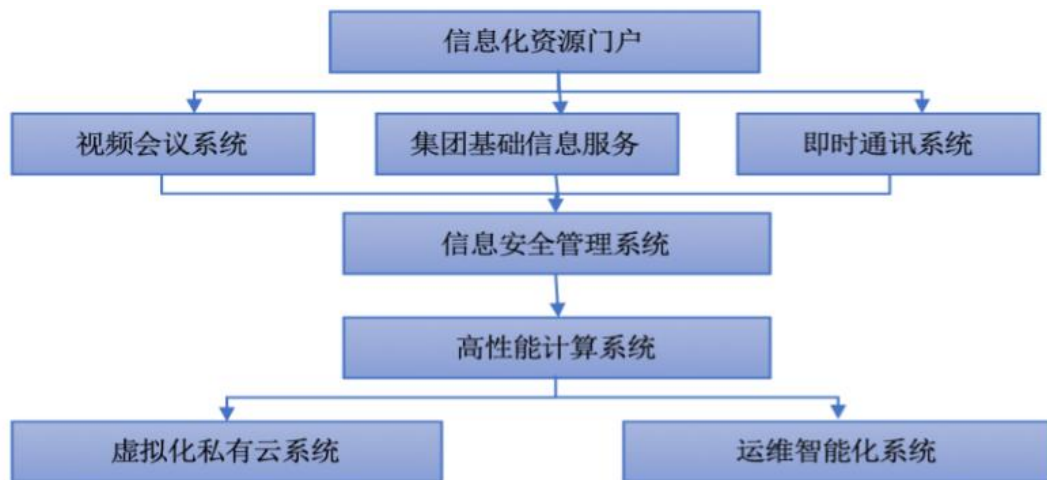 信息化资源门户
视频会议系统
集团基础信息服务
即时通讯系统
信息安全管理系统
高性能计算系统
虚拟化私有云系统
运维智能化系统